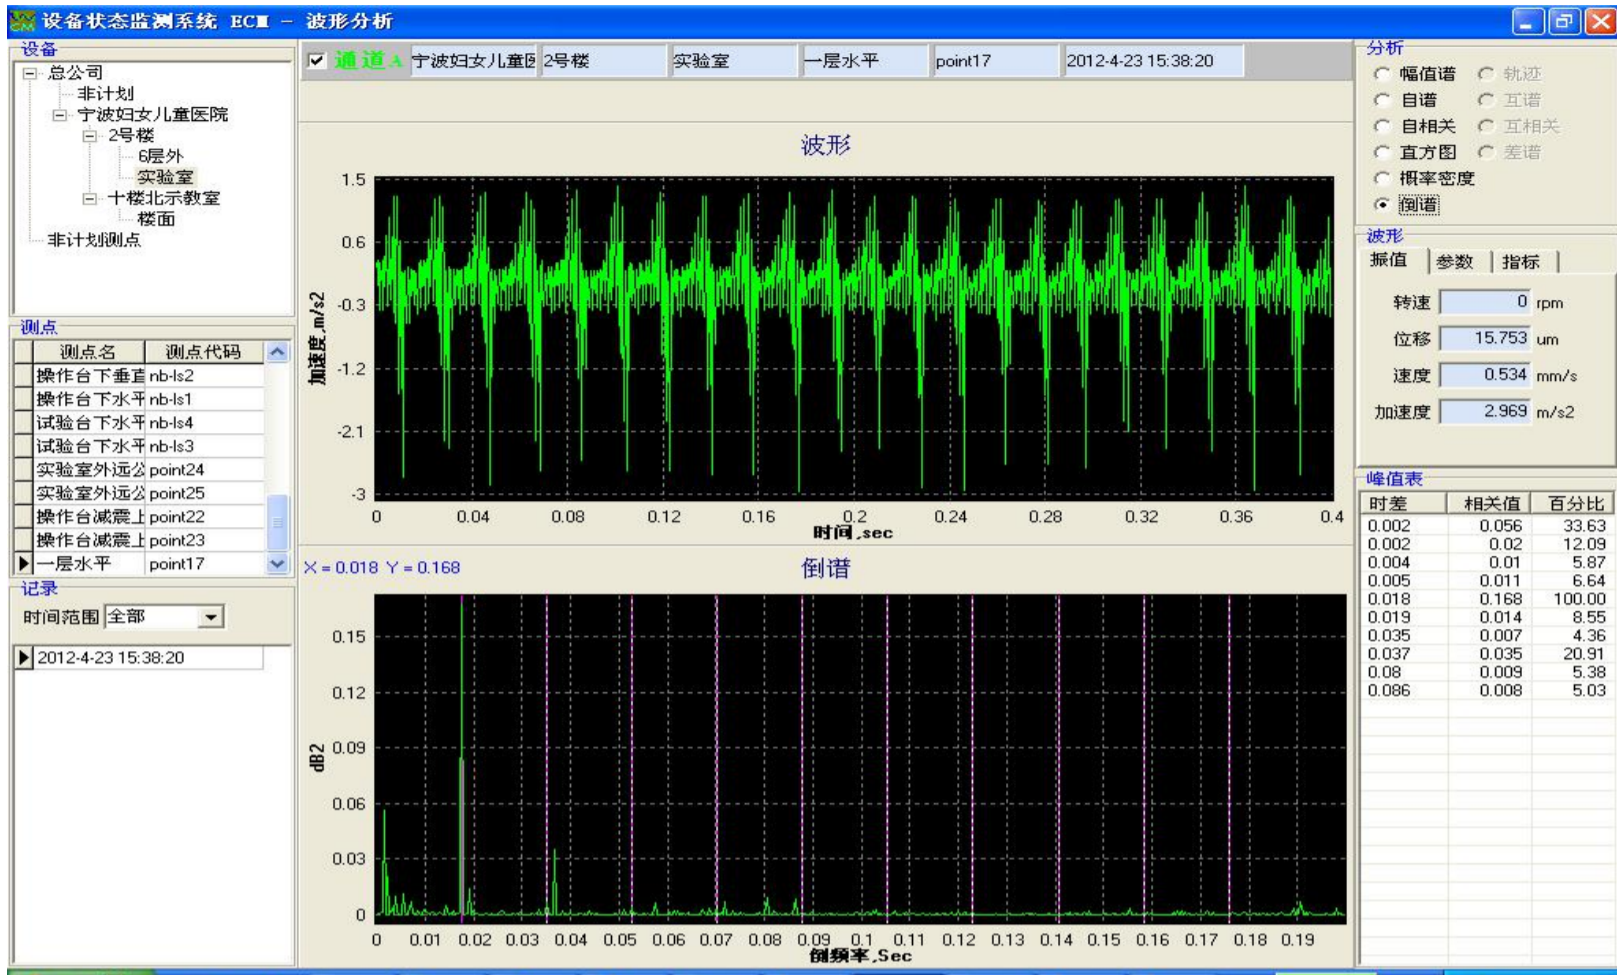 设备状态监测系统 ECM - 波形分析
设备
总公司
非计划
宁波妇女儿童医院
2号楼
6层外
实验室
十楼北示教室
楼面
非计划测点
测点
测点名 测点代码
操作台下垂直 nb-ls2
操作台下水平 nb-ls1
试验台下水平 nb-ls4
试验台下水平 nb-ls3
实验室外远公 point24
实验室外远公 point25
操作台减震上 point22
操作台减震上 point23
一层水平 point17
记录
时间范围 全部
2012-4-23 15:38:20
通道A 宁波妇女儿童医 2号楼 实验室 一层水平 point17 2012-4-23 15:38:20
波形
加速度,m/s2
1.5
0.6
-0.3
-1.2
-2.1
-3
0 0.04 0.08 0.12 0.16 0.2 0.24 0.28 0.32 0.36 0.4
时间,sec
X = 0.018 Y = 0.168
倒谱
dB2
0.15
0.12
0.09
0.06
0.03
0
0 0.01 0.02 0.03 0.04 0.05 0.06 0.07 0.08 0.09 0.1 0.11 0.12 0.13 0.14 0.15 0.16 0.17 0.18 0.19
倒频率,Sec
分析
幅值谱 轨迹
自谱 互谱
自相关 互相关
直方图 差谱
概率密度
倒谱
波形
振值 参数 指标
转速 0 rpm
位移 15.753 um
速度 0.534 mm/s
加速度 2.969 m/s2
峰值表
时差 相关值 百分比
0.002 0.056 33.63
0.002 0.02 12.09
0.004 0.01 5.87
0.005 0.011 6.64
0.018 0.168 100.00
0.019 0.014 8.55
0.035 0.007 4.36
0.037 0.035 20.91
0.08 0.009 5.38
0.086 0.008 5.03